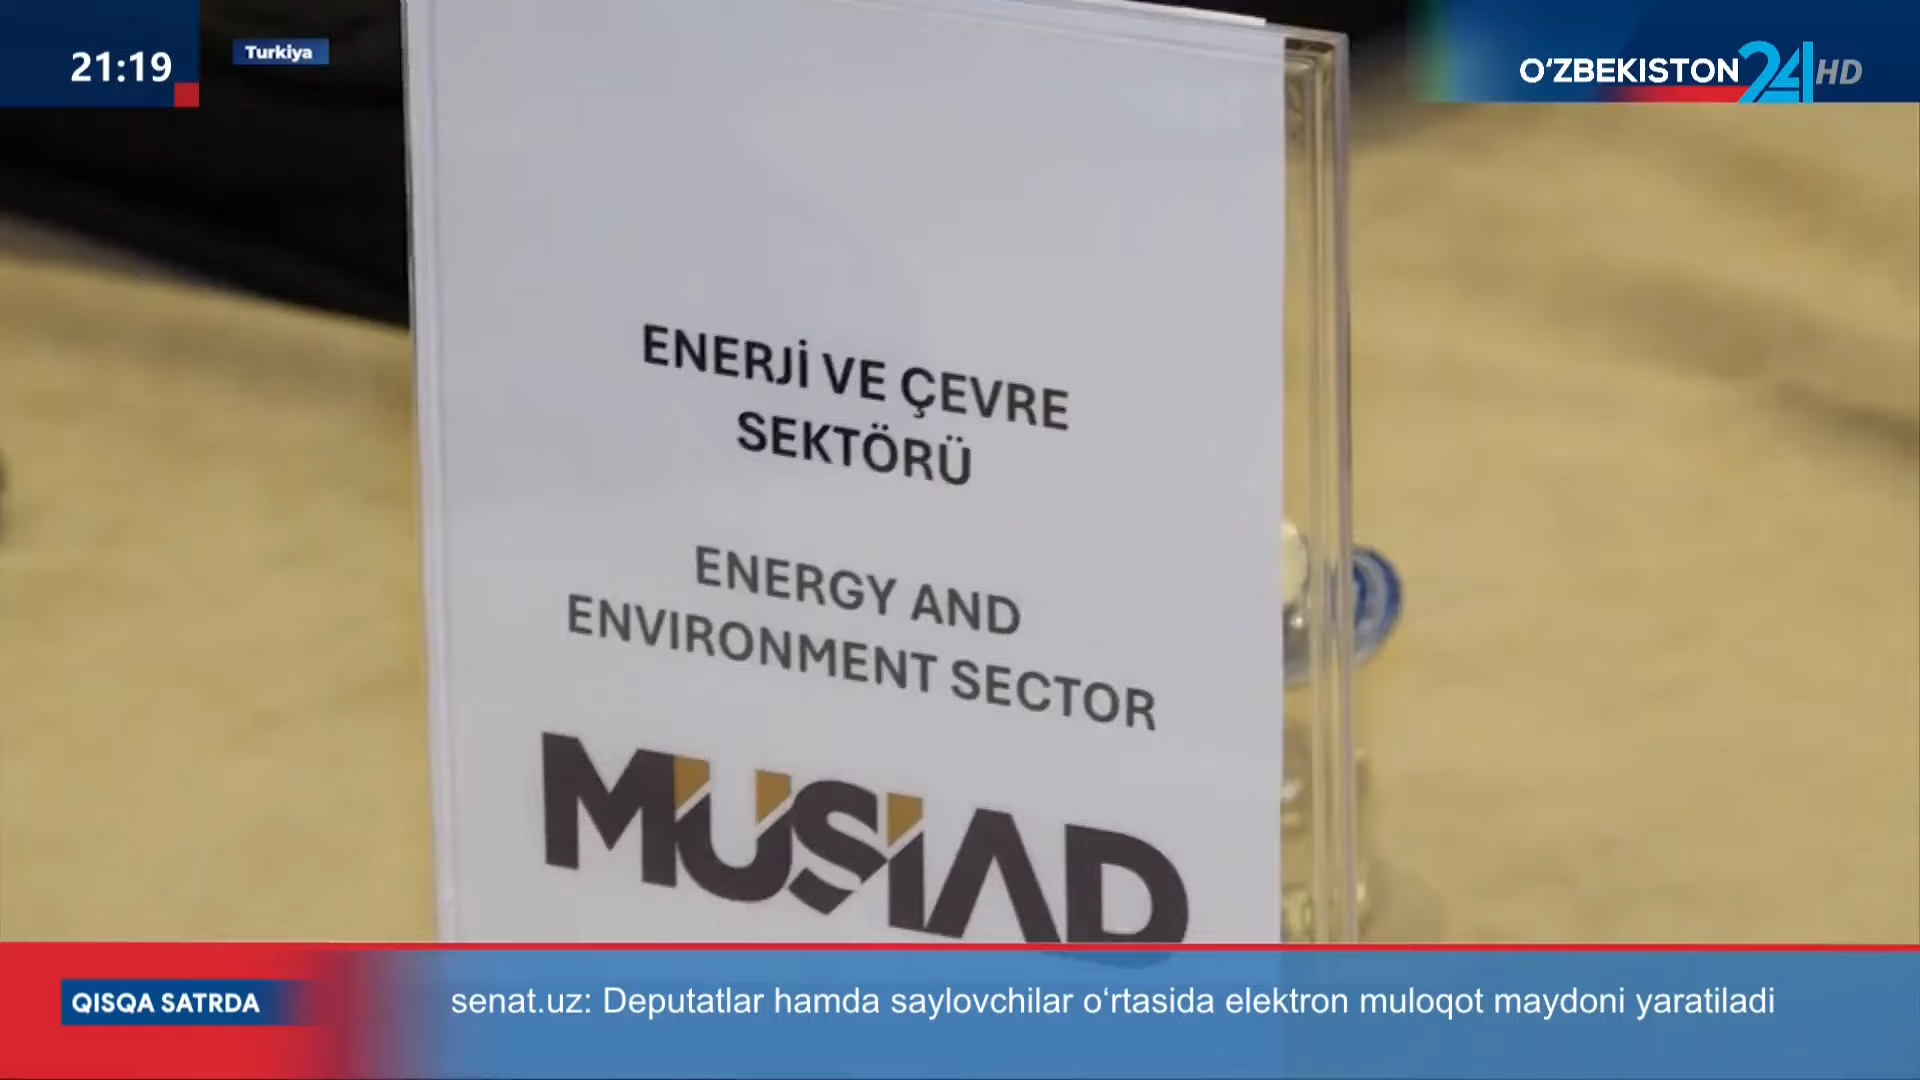 21:19
Turkiya
O‘ZBEKISTON 24 HD
ENERJİ VE ÇEVRE
SEKTÖRÜ
ENERGY AND
ENVIRONMENT SECTOR
MÜSİAD
QISQA SATRDA
senat.uz: Deputatlar hamda saylovchilar o‘rtasida elektron muloqot maydoni yaratiladi